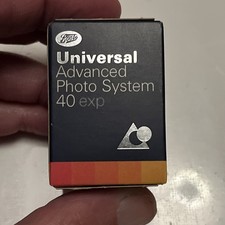 Boots
Universal
Advanced
Photo System
40 exp